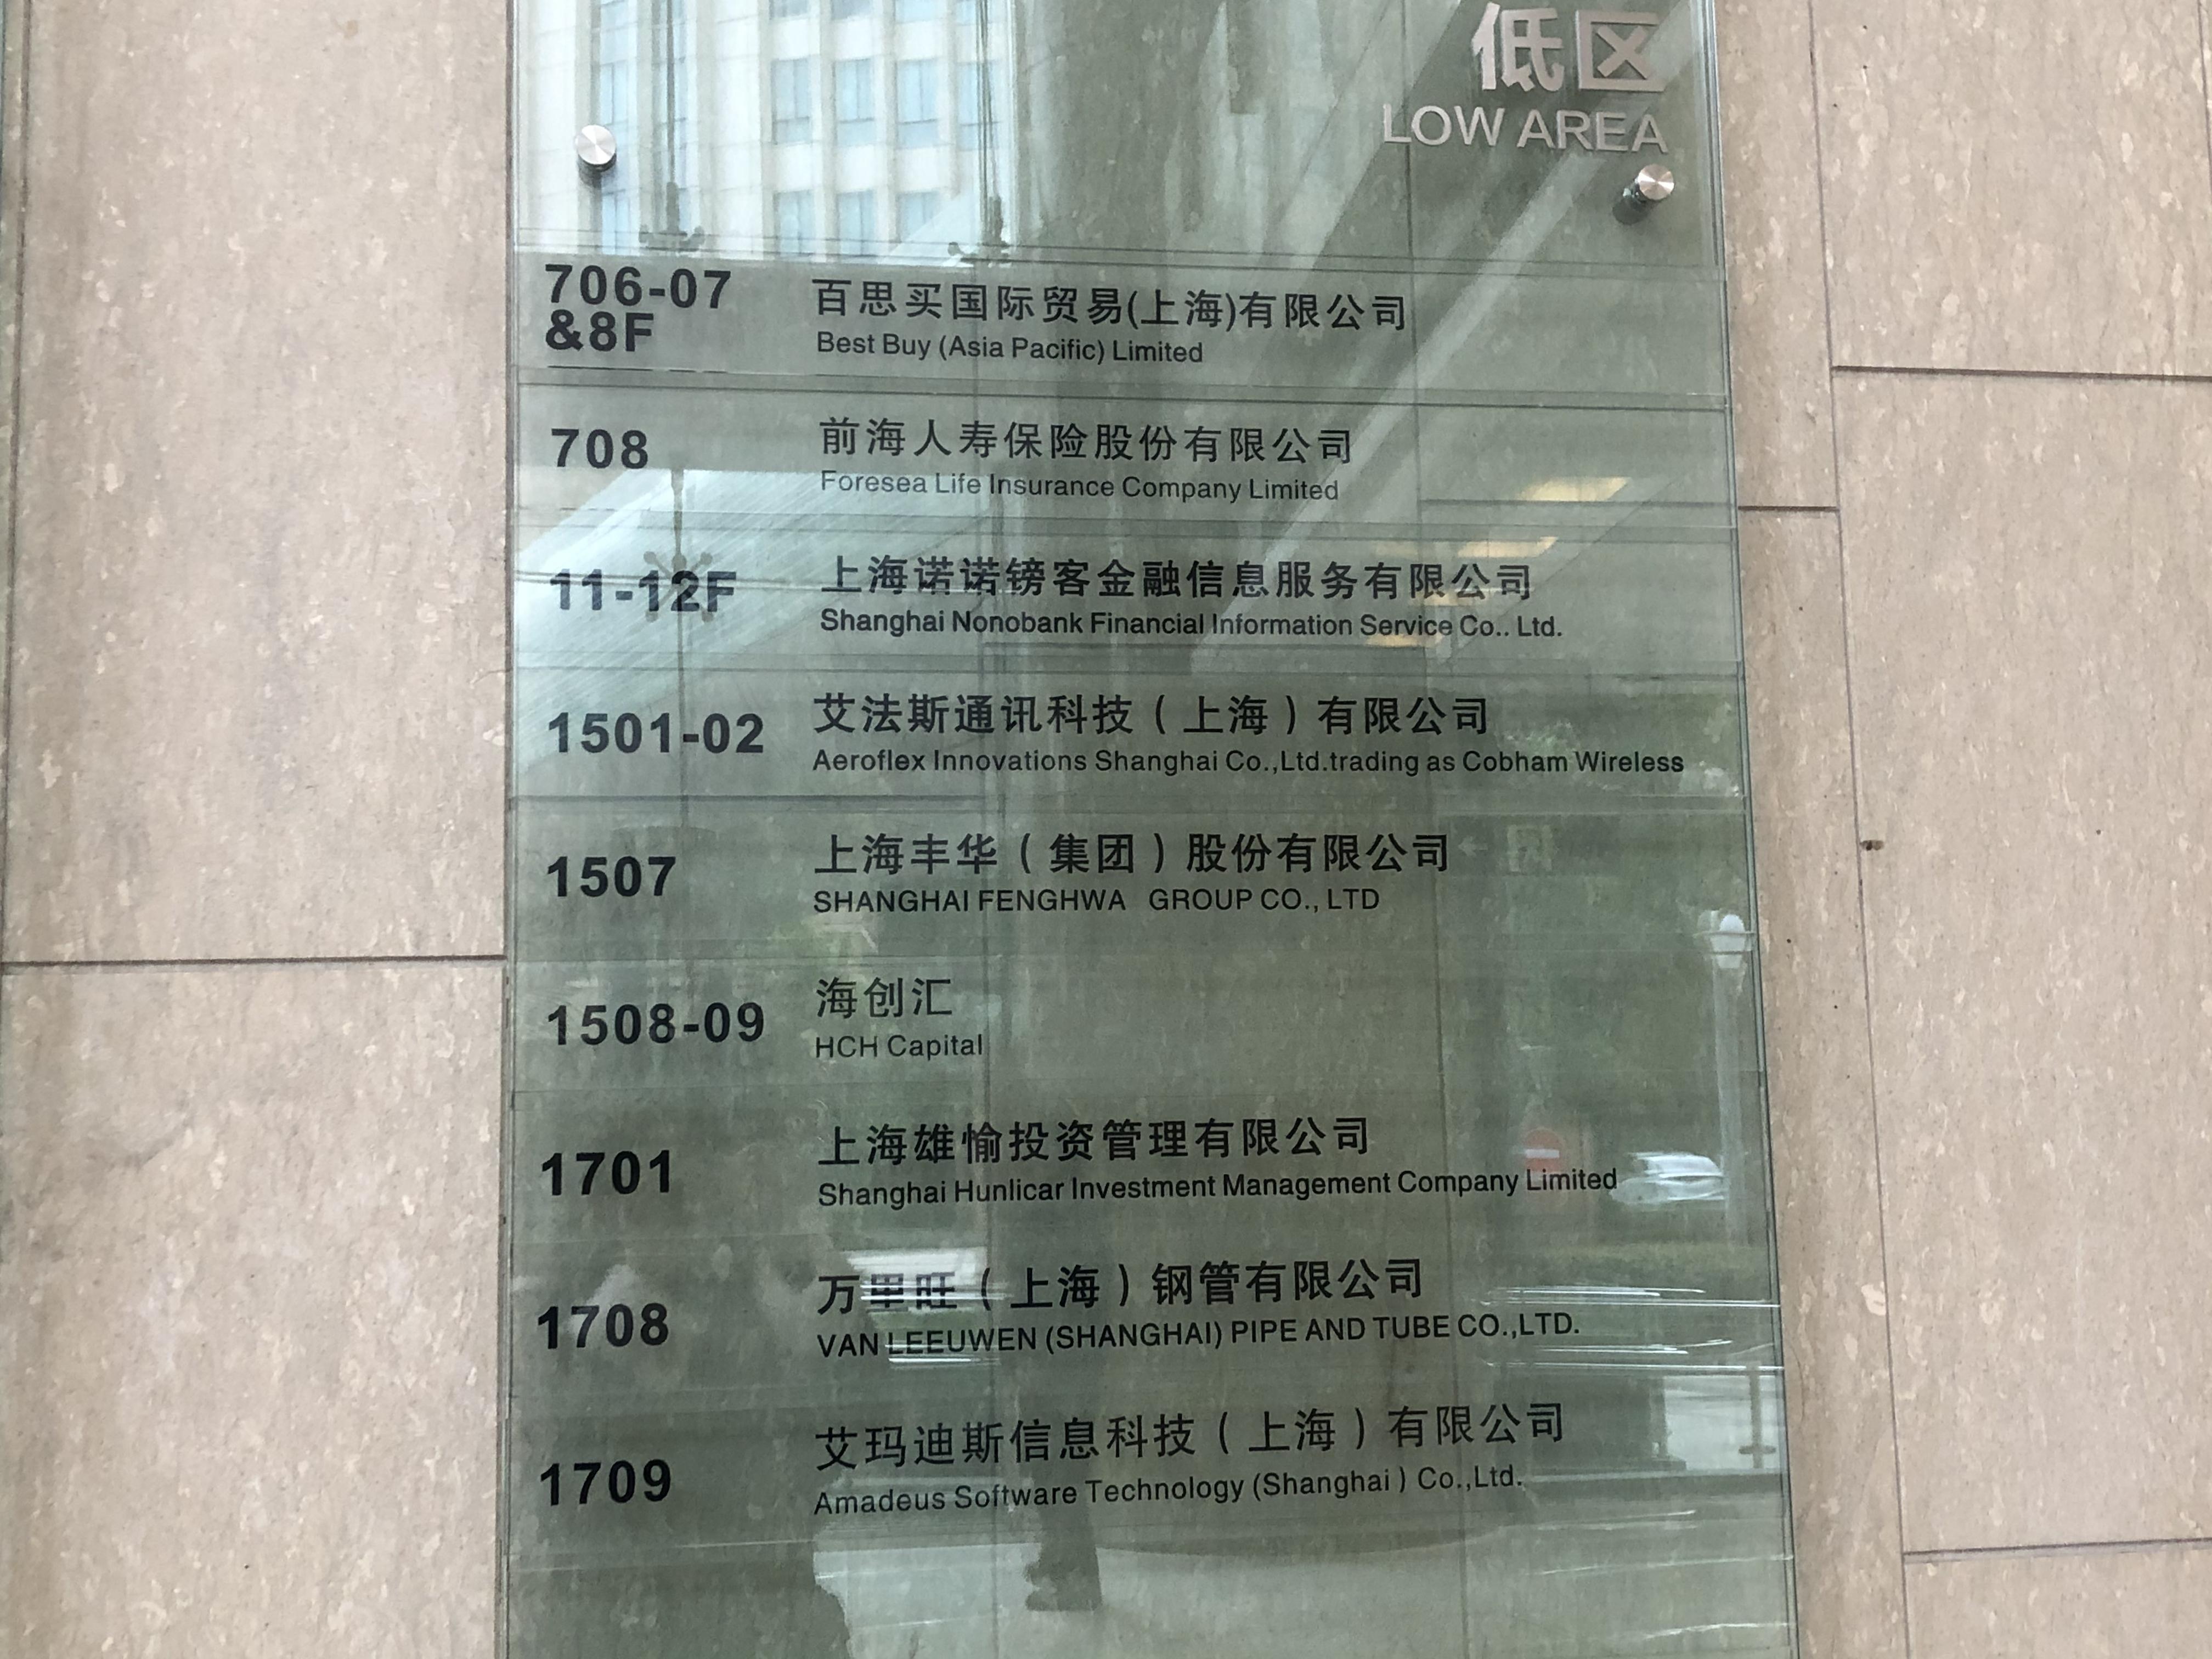 低区
LOW AREA
706-07
&8F
百思买国际贸易(上海)有限公司
Best Buy (Asia Pacific) Limited
708
前海人寿保险股份有限公司
Foresea Life Insurance Company Limited
11-12F
上海诺诺镑客金融信息服务有限公司
Shanghai Nonobank Financial Information Service Co.. Ltd.
1501-02
艾法斯通讯科技（上海）有限公司
Aeroflex Innovations Shanghai Co.,Ltd.trading as Cobham Wireless
1507
上海丰华（集团）股份有限公司
SHANGHAI FENGHWA GROUP CO., LTD
1508-09
海创汇
HCH Capital
1701
上海雄愉投资管理有限公司
Shanghai Hunlicar Investment Management Company Limited
1708
万里旺（上海）钢管有限公司
VAN LEEUWEN (SHANGHAI) PIPE AND TUBE CO.,LTD.
1709
艾玛迪斯信息科技（上海）有限公司
Amadeus Software Technology (Shanghai) Co.,Ltd.